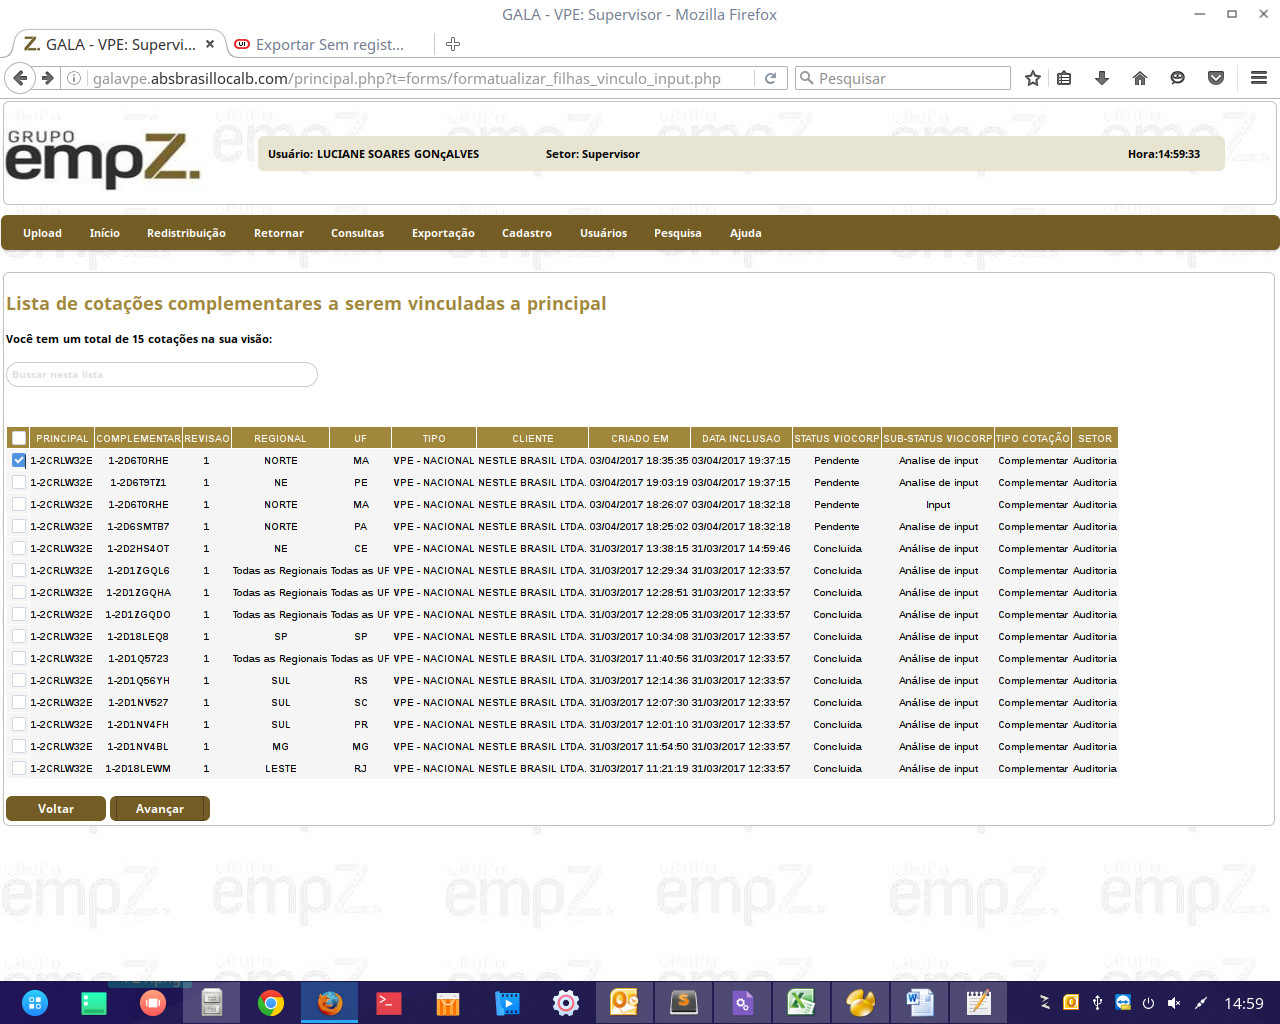 GALA - VPE: Supervisor - Mozilla Firefox
Z. GALA - VPE: Supervi... Exportar Sem regist...
galavpe.absbrasillocalb.com/principal.php?t=forms/formatualizar_filhas_vinculo_input.php Pesquisar
GRUPO
empZ.
Usuário: LUCIANE SOARES GONçALVES Setor: Supervisor Hora:14:59:33
Upload Início Redistribuição Retornar Consultas Exportação Cadastro Usuários Pesquisa Ajuda
Lista de cotações complementares a serem vinculadas a principal
Você tem um total de 15 cotações na sua visão:
Buscar nesta lista
PRINCIPAL COMPLEMENTAR REVISAO REGIONAL UF TIPO CLIENTE CRIADO EM DATA INCLUSAO STATUS VIOCORP SUB-STATUS VIOCORP TIPO COTAÇÃO SETOR
1-2CRLW32E 1-2D6T0RHE 1 NORTE MA VPE - NACIONAL NESTLE BRASIL LTDA. 03/04/2017 18:35:35 03/04/2017 19:37:15 Pendente Analise de input Complementar Auditoria
1-2CRLW32E 1-2D6T9TZ1 1 NE PE VPE - NACIONAL NESTLE BRASIL LTDA. 03/04/2017 19:03:19 03/04/2017 19:37:15 Pendente Analise de input Complementar Auditoria
1-2CRLW32E 1-2D6T0RHE 1 NORTE MA VPE - NACIONAL NESTLE BRASIL LTDA. 03/04/2017 18:26:07 03/04/2017 18:32:18 Pendente Input Complementar Auditoria
1-2CRLW32E 1-2D6SMTB7 1 NORTE PA VPE - NACIONAL NESTLE BRASIL LTDA. 03/04/2017 18:25:02 03/04/2017 18:32:18 Pendente Analise de input Complementar Auditoria
1-2CRLW32E 1-2D2HS4OT 1 NE CE VPE - NACIONAL NESTLE BRASIL LTDA. 31/03/2017 13:38:15 31/03/2017 14:59:46 Concluida Análise de input Complementar Auditoria
1-2CRLW32E 1-2D1ZGQL6 1 Todas as Regionais Todas as UF VPE - NACIONAL NESTLE BRASIL LTDA. 31/03/2017 12:29:34 31/03/2017 12:33:57 Concluida Análise de input Complementar Auditoria
1-2CRLW32E 1-2D1ZGQHA 1 Todas as Regionais Todas as UF VPE - NACIONAL NESTLE BRASIL LTDA. 31/03/2017 12:28:51 31/03/2017 12:33:57 Concluida Análise de input Complementar Auditoria
1-2CRLW32E 1-2D1ZGQDO 1 Todas as Regionais Todas as UF VPE - NACIONAL NESTLE BRASIL LTDA. 31/03/2017 12:28:05 31/03/2017 12:33:57 Concluida Análise de input Complementar Auditoria
1-2CRLW32E 1-2D18LEQ8 1 SP SP VPE - NACIONAL NESTLE BRASIL LTDA. 31/03/2017 10:34:08 31/03/2017 12:33:57 Concluida Análise de input Complementar Auditoria
1-2CRLW32E 1-2D1Q5723 1 Todas as Regionais Todas as UF VPE - NACIONAL NESTLE BRASIL LTDA. 31/03/2017 11:40:56 31/03/2017 12:33:57 Concluida Análise de input Complementar Auditoria
1-2CRLW32E 1-2D1Q56YH 1 SUL RS VPE - NACIONAL NESTLE BRASIL LTDA. 31/03/2017 12:14:36 31/03/2017 12:33:57 Concluida Análise de input Complementar Auditoria
1-2CRLW32E 1-2D1NV527 1 SUL SC VPE - NACIONAL NESTLE BRASIL LTDA. 31/03/2017 12:07:30 31/03/2017 12:33:57 Concluida Análise de input Complementar Auditoria
1-2CRLW32E 1-2D1NV4FH 1 SUL PR VPE - NACIONAL NESTLE BRASIL LTDA. 31/03/2017 12:01:10 31/03/2017 12:33:57 Concluida Análise de input Complementar Auditoria
1-2CRLW32E 1-2D1NV4BL 1 MG MG VPE - NACIONAL NESTLE BRASIL LTDA. 31/03/2017 11:54:50 31/03/2017 12:33:57 Concluida Análise de input Complementar Auditoria
1-2CRLW32E 1-2D18LEWM 1 LESTE RJ VPE - NACIONAL NESTLE BRASIL LTDA. 31/03/2017 11:21:19 31/03/2017 12:33:57 Concluida Análise de input Complementar Auditoria
Voltar Avançar
14:59